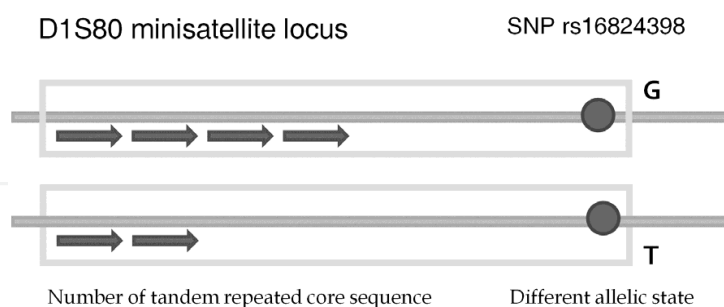 D1S80 minisatellite locus
SNP rs16824398
G
T
Number of tandem repeated core sequence
Different allelic state